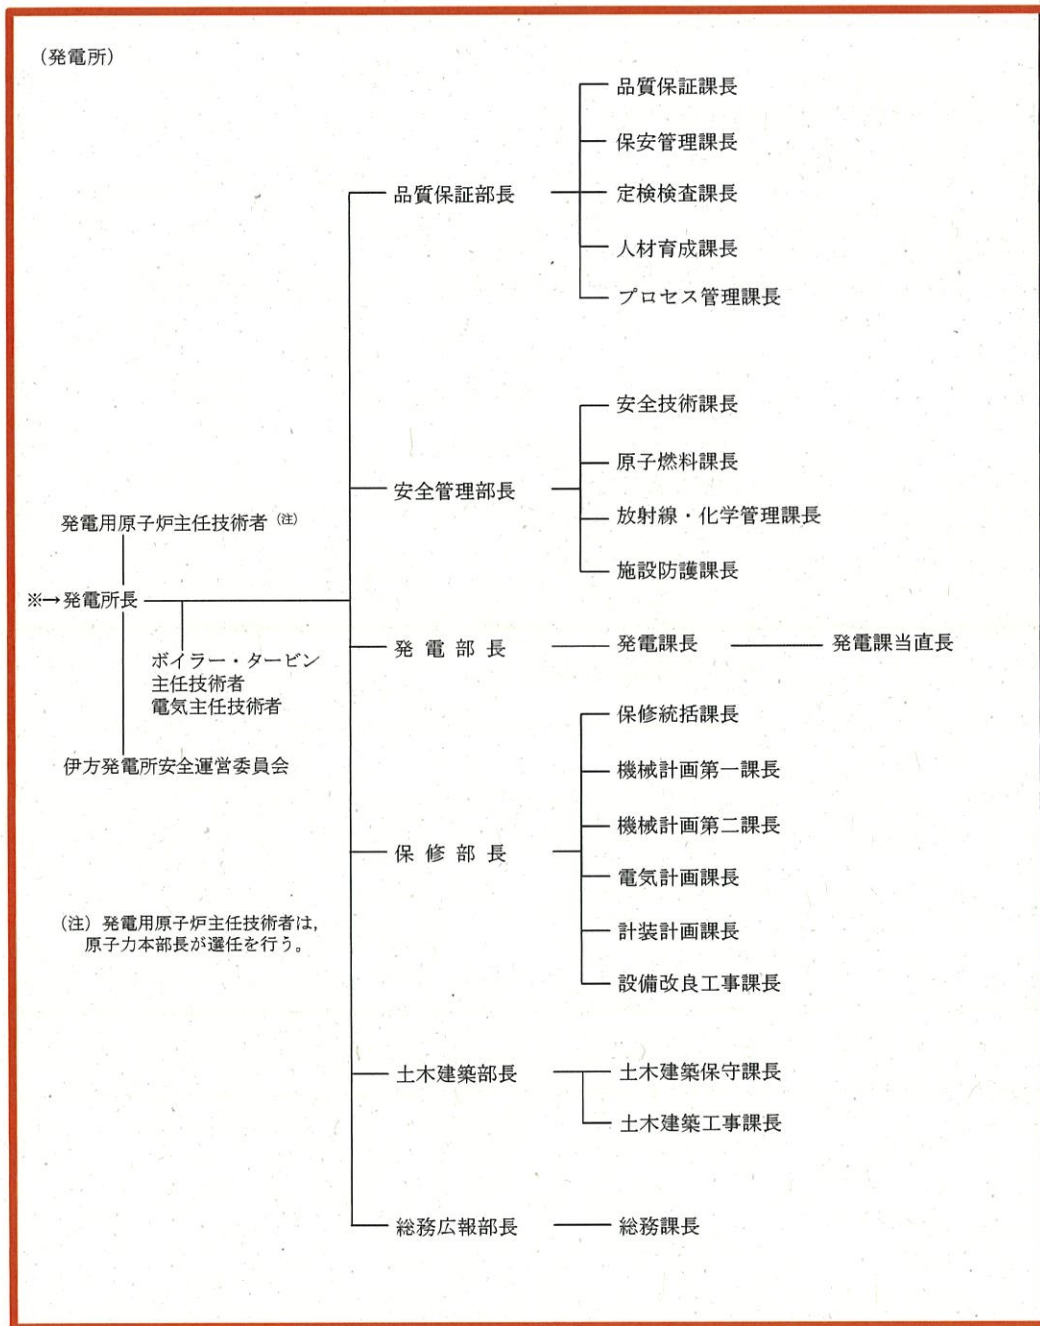 (発電所)
品質保証部長
品質保証課長
保安管理課長
定検検査課長
人材育成課長
プロセス管理課長
安全管理部長
安全技術課長
原子燃料課長
放射線・化学管理課長
施設防護課長
発電用原子炉主任技術者(注)
※→発電所長
ボイラー・タービン
主任技術者
電気主任技術者
伊方発電所安全運営委員会
発電部長
発電課長
発電課当直長
保修部長
保修統括課長
機械計画第一課長
機械計画第二課長
電気計画課長
計装計画課長
設備改良工事課長
(注)発電用原子炉主任技術者は,
原子力本部長が選任を行う。
土木建築部長
土木建築保守課長
土木建築工事課長
総務広報部長
総務課長